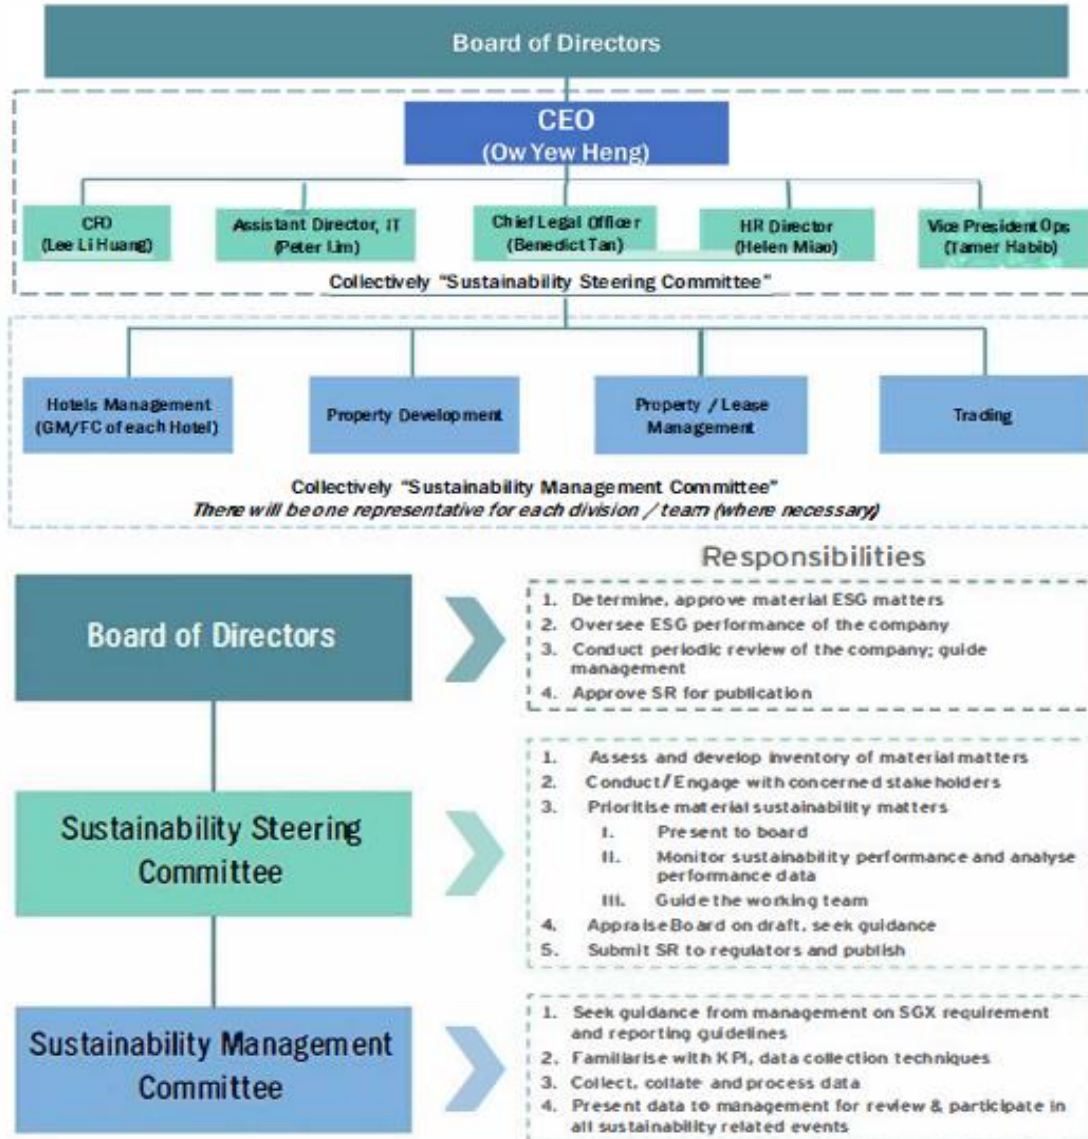 Board of Directors
CEO
(Ow Yew Heng)
CFO
(Lee Li Huang)
Assistant Director, IT
(Peter Lim)
Chief Legal Officer
(Benedict Tan)
HR Director
(Helen Miao)
Vice President Ops
(Tamer Habib)
Collectively "Sustainability Steering Committee"
Hotels Management
(GM/FC of each Hotel)
Property Development
Property / Lease
Management
Trading
Collectively "Sustainability Management Committee"
There will be one representative for each division / team (where necessary)
Responsibilities
Board of Directors
1. Determine, approve material ESG matters
2. Oversee ESG performance of the company
3. Conduct periodic review of the company; guide
management
4. Approve SR for publication
Sustainability Steering
Committee
1. Assess and develop inventory of material matters
2. Conduct/Engage with concerned stakeholders
3. Prioritise material sustainability matters
I. Present to board
II. Monitor sustainability performance and analyse
performance data
III. Guide the working team
4. Appraise Board on draft, seek guidance
5. Submit SR to regulators and publish
Sustainability Management
Committee
1. Seek guidance from management on SGX requirement
and reporting guidelines
2. Familiarise with KPI, data collection techniques
3. Collect, collate and process data
4. Present data to management for review & participate in
all sustainability related events